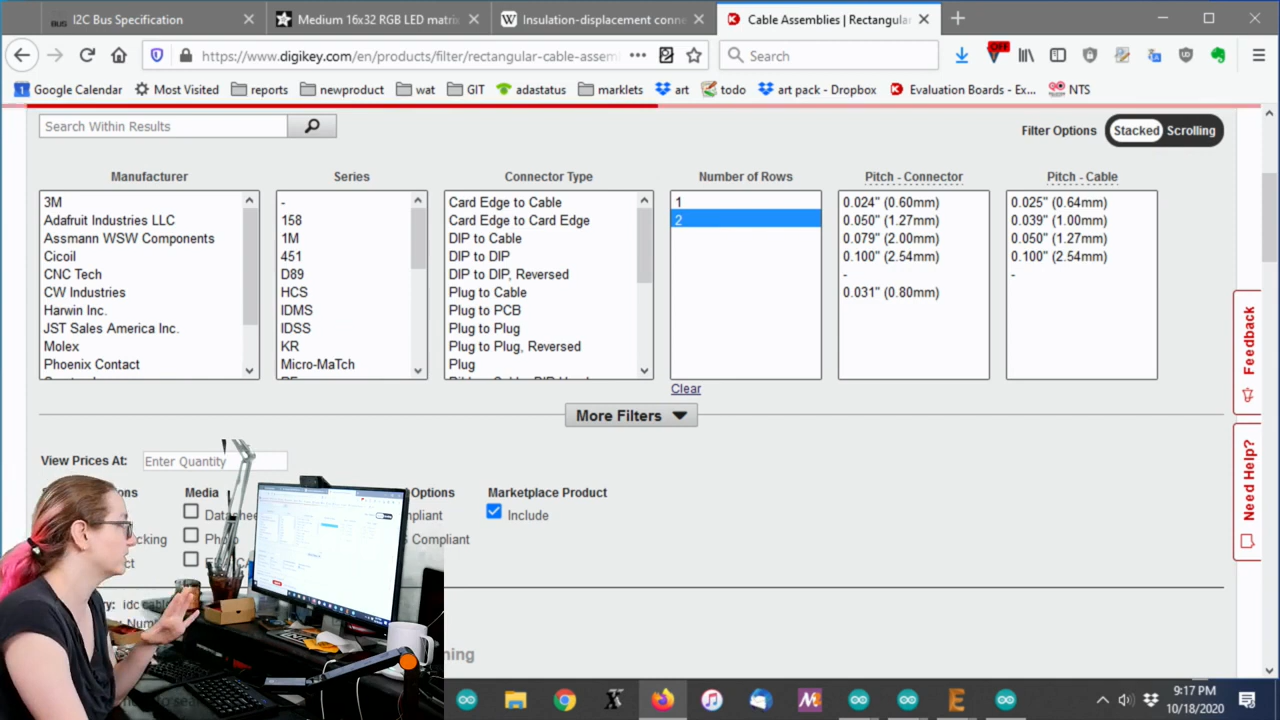 BUS I2C Bus Specification
Medium 16x32 RGB LED matri
Insulation-displacement conne
Cable Assemblies | Rectangula
https://www.digikey.com/en/products/filter/rectangular-cable-assem
Search
OFF
Google Calendar
Most Visited
reports
newproduct
wat
GIT
adastatus
marklets
art
todo
art pack - Dropbox
Evaluation Boards - Ex...
NTS
Search Within Results
Filter Options
Stacked
Scrolling
Manufacturer
3M
Adafruit Industries LLC
Assmann WSW Components
Cicoil
CNC Tech
CW Industries
Harwin Inc.
JST Sales America Inc.
Molex
Phoenix Contact
Series
-
158
1M
451
D89
HCS
IDMS
IDSS
KR
Micro-MaTch
Connector Type
Card Edge to Cable
Card Edge to Card Edge
DIP to Cable
DIP to DIP
DIP to DIP, Reversed
Plug to Cable
Plug to PCB
Plug to Plug
Plug to Plug, Reversed
Plug
Number of Rows
1
2
Clear
Pitch - Connector
0.024" (0.60mm)
0.050" (1.27mm)
0.079" (2.00mm)
0.100" (2.54mm)
-
0.031" (0.80mm)
Pitch - Cable
0.025" (0.64mm)
0.039" (1.00mm)
0.050" (1.27mm)
0.100" (2.54mm)
-
More Filters
View Prices At:
Enter Quantity
Media
Options
Marketplace Product
Include
Compliant
Feedback
Need Help?
9:17 PM
10/18/2020